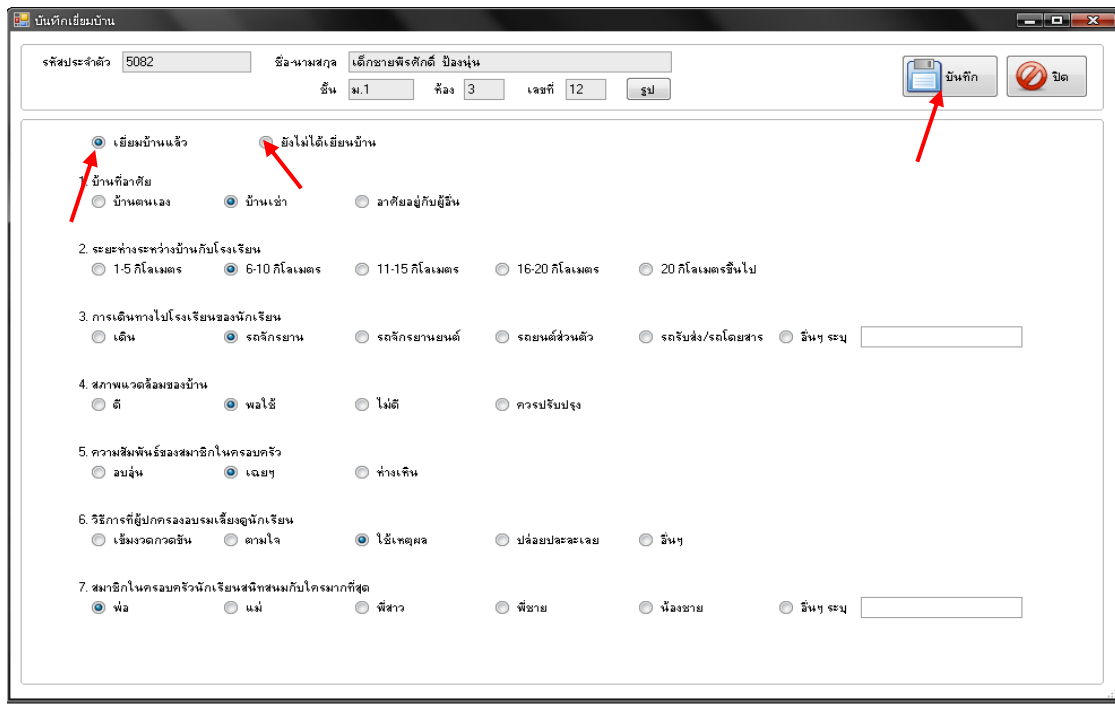 บันทึกเยี่ยมบ้าน
รหัสประจำตัว 5082 ชื่อ-นามสกุล เด็กชายพีรศักดิ์ ป้องนุ่น
ชั้น ม.1 ห้อง 3 เลขที่ 12 รูป
บันทึก ปิด
เยี่ยมบ้านแล้ว ยังไม่ได้เยี่ยมบ้าน
1. บ้านที่อาศัย
บ้านตนเอง บ้านเช่า อาศัยอยู่กับผู้อื่น
2. ระยะห่างระหว่างบ้านกับโรงเรียน
1-5 กิโลเมตร 6-10 กิโลเมตร 11-15 กิโลเมตร 16-20 กิโลเมตร 20 กิโลเมตรขึ้นไป
3. การเดินทางไปโรงเรียนของนักเรียน
เดิน รถจักรยาน รถจักรยานยนต์ รถยนต์ส่วนตัว รถรับส่ง/รถโดยสาร อื่นๆ ระบุ
4. สภาพแวดล้อมของบ้าน
ดี พอใช้ ไม่ดี ควรปรับปรุง
5. ความสัมพันธ์ของสมาชิกในครอบครัว
อบอุ่น เฉยๆ ห่างเหิน
6. วิธีการที่ผู้ปกครองอบรมเลี้ยงดูนักเรียน
เข้มงวดกวดขัน ตามใจ ใช้เหตุผล ปล่อยปละละเลย อื่นๆ
7. สมาชิกในครอบครัวนักเรียนสนิทสนมกับใครมากที่สุด
พ่อ แม่ พี่สาว พี่ชาย น้องชาย อื่นๆ ระบุ